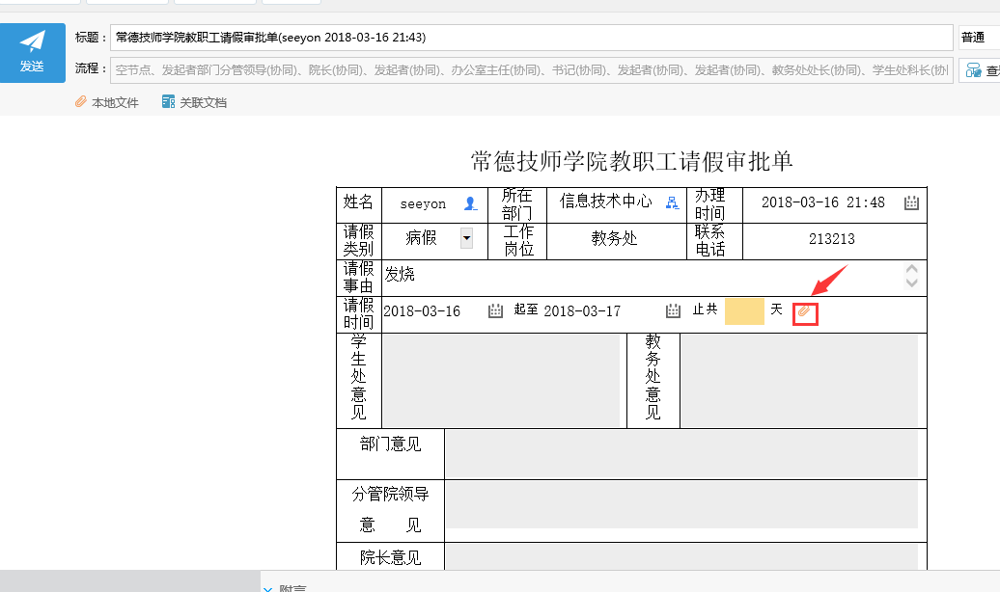 发送
标题： 常德技师学院教职工请假审批单(seeyon 2018-03-16 21:43) 普通
流程： 空节点、发起者部门分管领导(协同)、院长(协同)、发起者(协同)、办公室主任(协同)、书记(协同)、发起者(协同)、发起者(协同)、教务处处长(协同)、学生处科长(协
本地文件 关联文档
常德技师学院教职工请假审批单
姓名 seeyon 所在部门 信息技术中心 办理时间 2018-03-16 21:48
请假类别 病假 工作岗位 教务处 联系电话 213213
请假事由 发烧
请假时间 2018-03-16 起至 2018-03-17 止共 天
学生处意见 教务处意见
部门意见
分管院领导
意 见
院长意见
附言